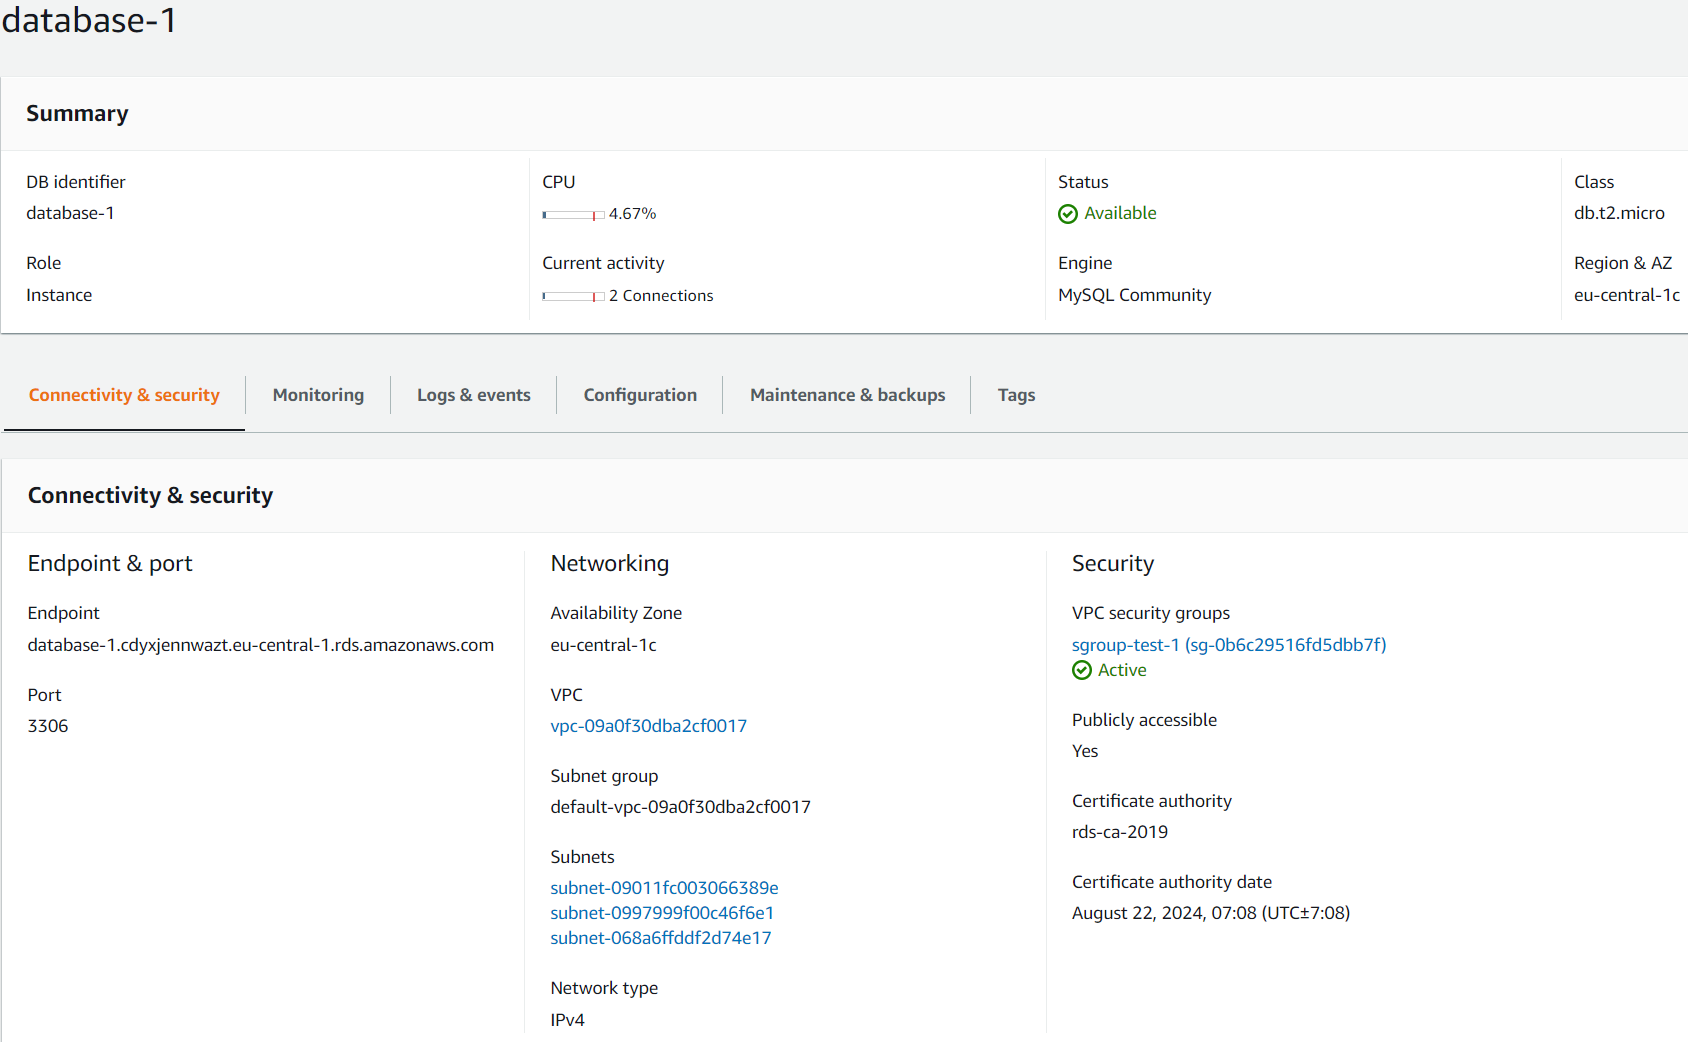 database-1
Summary
DB identifier
database-1
CPU
4.67%
Status
Available
Class
db.t2.micro
Role
Instance
Current activity
2 Connections
Engine
MySQL Community
Region & AZ
eu-central-1c
Connectivity & security
Monitoring
Logs & events
Configuration
Maintenance & backups
Tags
Connectivity & security
Endpoint & port
Endpoint
database-1.cdyxjennwazt.eu-central-1.rds.amazonaws.com
Port
3306
Networking
Availability Zone
eu-central-1c
VPC
vpc-09a0f30dba2cf0017
Subnet group
default-vpc-09a0f30dba2cf0017
Subnets
subnet-09011fc003066389e
subnet-0997999f00c46f6e1
subnet-068a6ffddf2d74e17
Network type
IPv4
Security
VPC security groups
sgroup-test-1 (sg-0b6c29516fd5dbb7f)
Active
Publicly accessible
Yes
Certificate authority
rds-ca-2019
Certificate authority date
August 22, 2024, 07:08 (UTC±7:08)